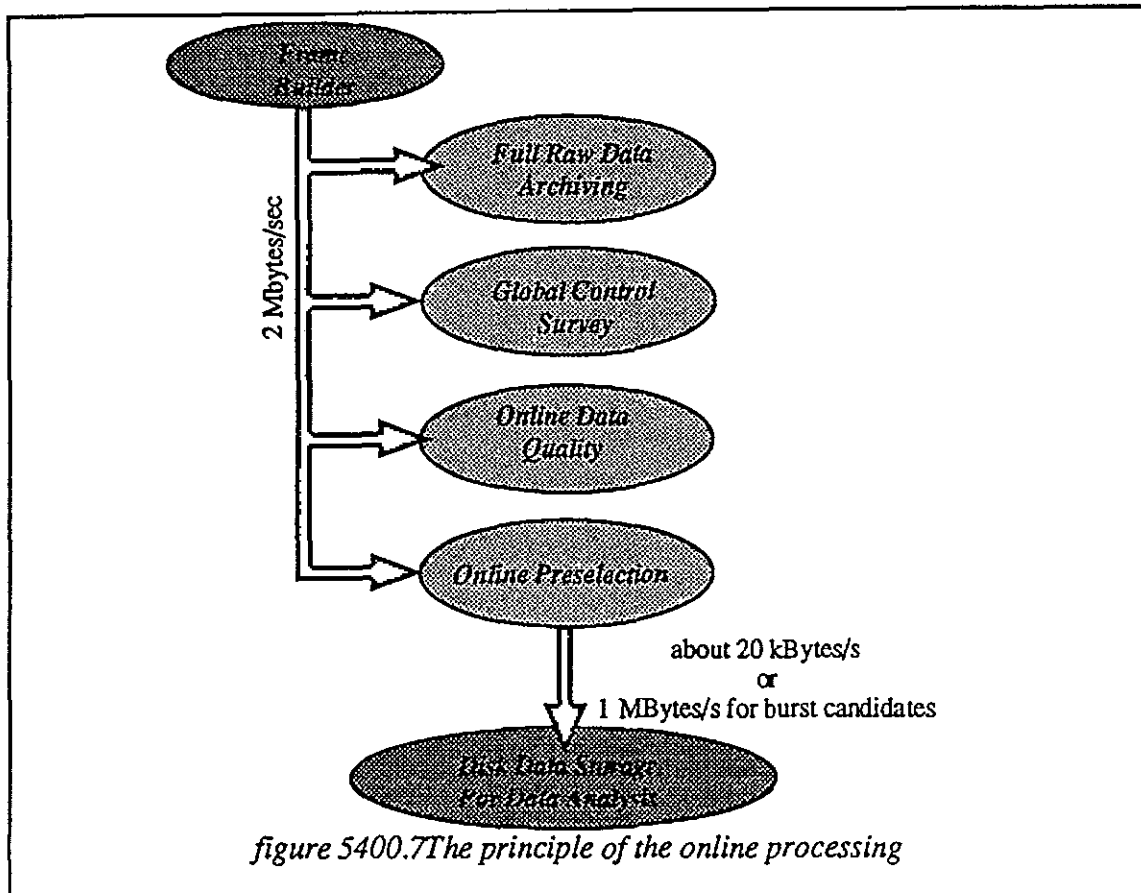 Frame
Builder
Full Raw Data
Archiving
2 Mbytes/sec
Global Control
Survey
Online Data
Quality
Online Preselection
about 20 kBytes/s
or
1 MBytes/s for burst candidates
Disk Data Storage
For Data Analysis
figure 5400.7The principle of the online processing